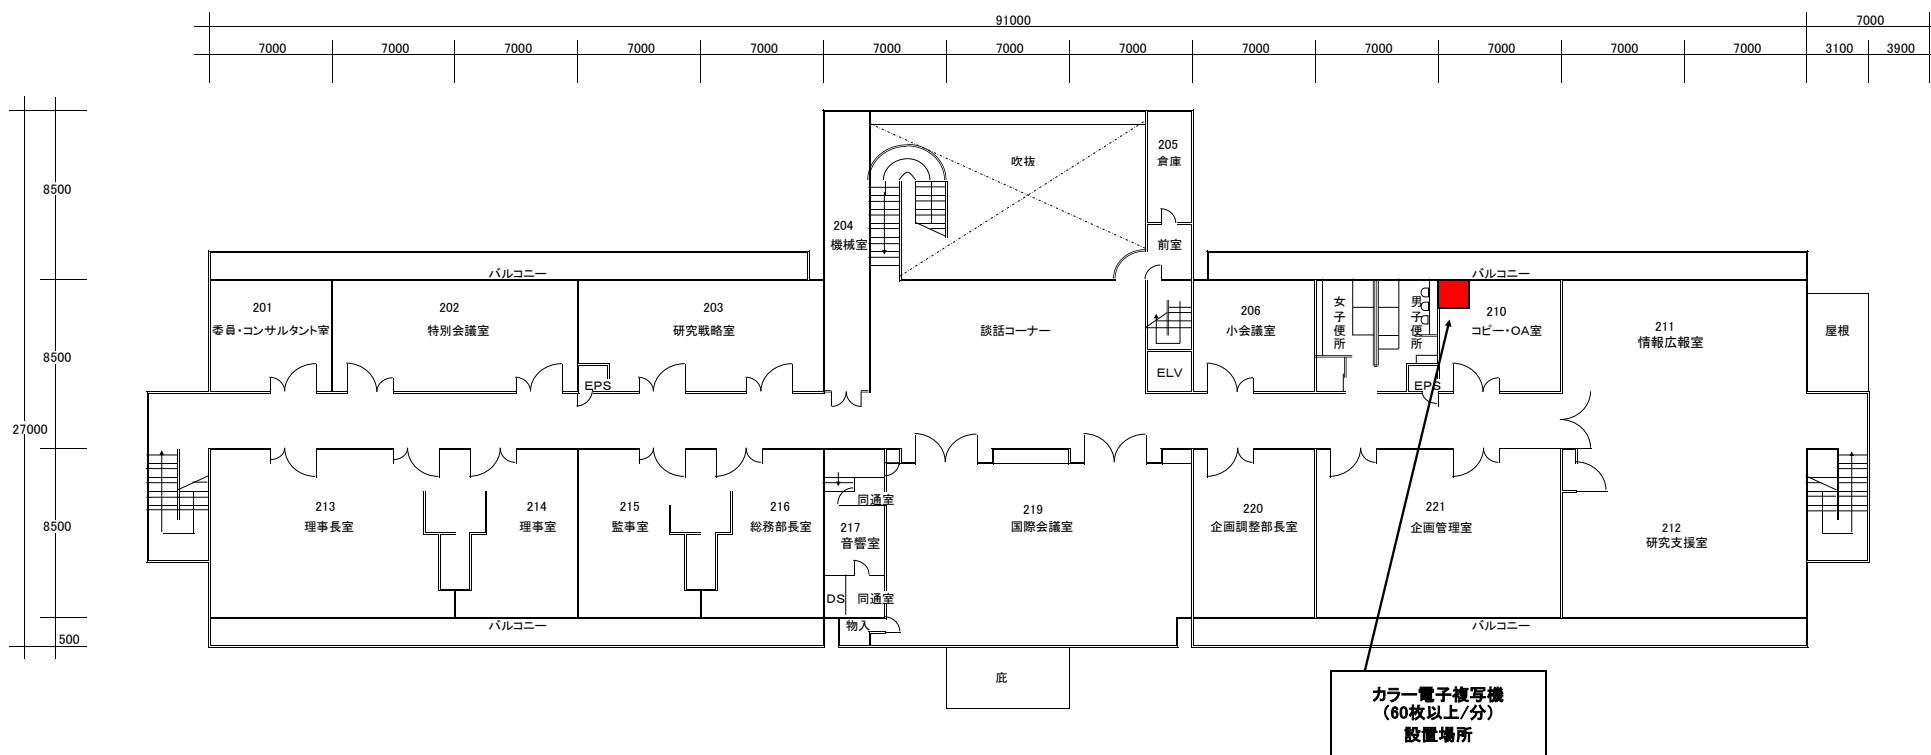 91000
7000
7000
7000
7000
7000
7000
7000
7000
7000
7000
7000
7000
7000
7000
3100
3900
8500
8500
27000
8500
500
205
倉庫
吹抜
204
機械室
前室
バルコニー
バルコニー
201
委員・コンサルタント室
202
特別会議室
203
研究戦略室
EPS
談話コーナー
ELV
206
小会議室
女子便所
男子便所
210
コピー・OA室
EPS
211
情報広報室
屋根
213
理事長室
214
理事室
215
監事室
216
総務部長室
同通室
217
音響室
DS
同通室
物入
219
国際会議室
220
企画調整部長室
221
企画管理室
212
研究支援室
バルコニー
バルコニー
庇
カラー電子複写機
(60枚以上/分)
設置場所